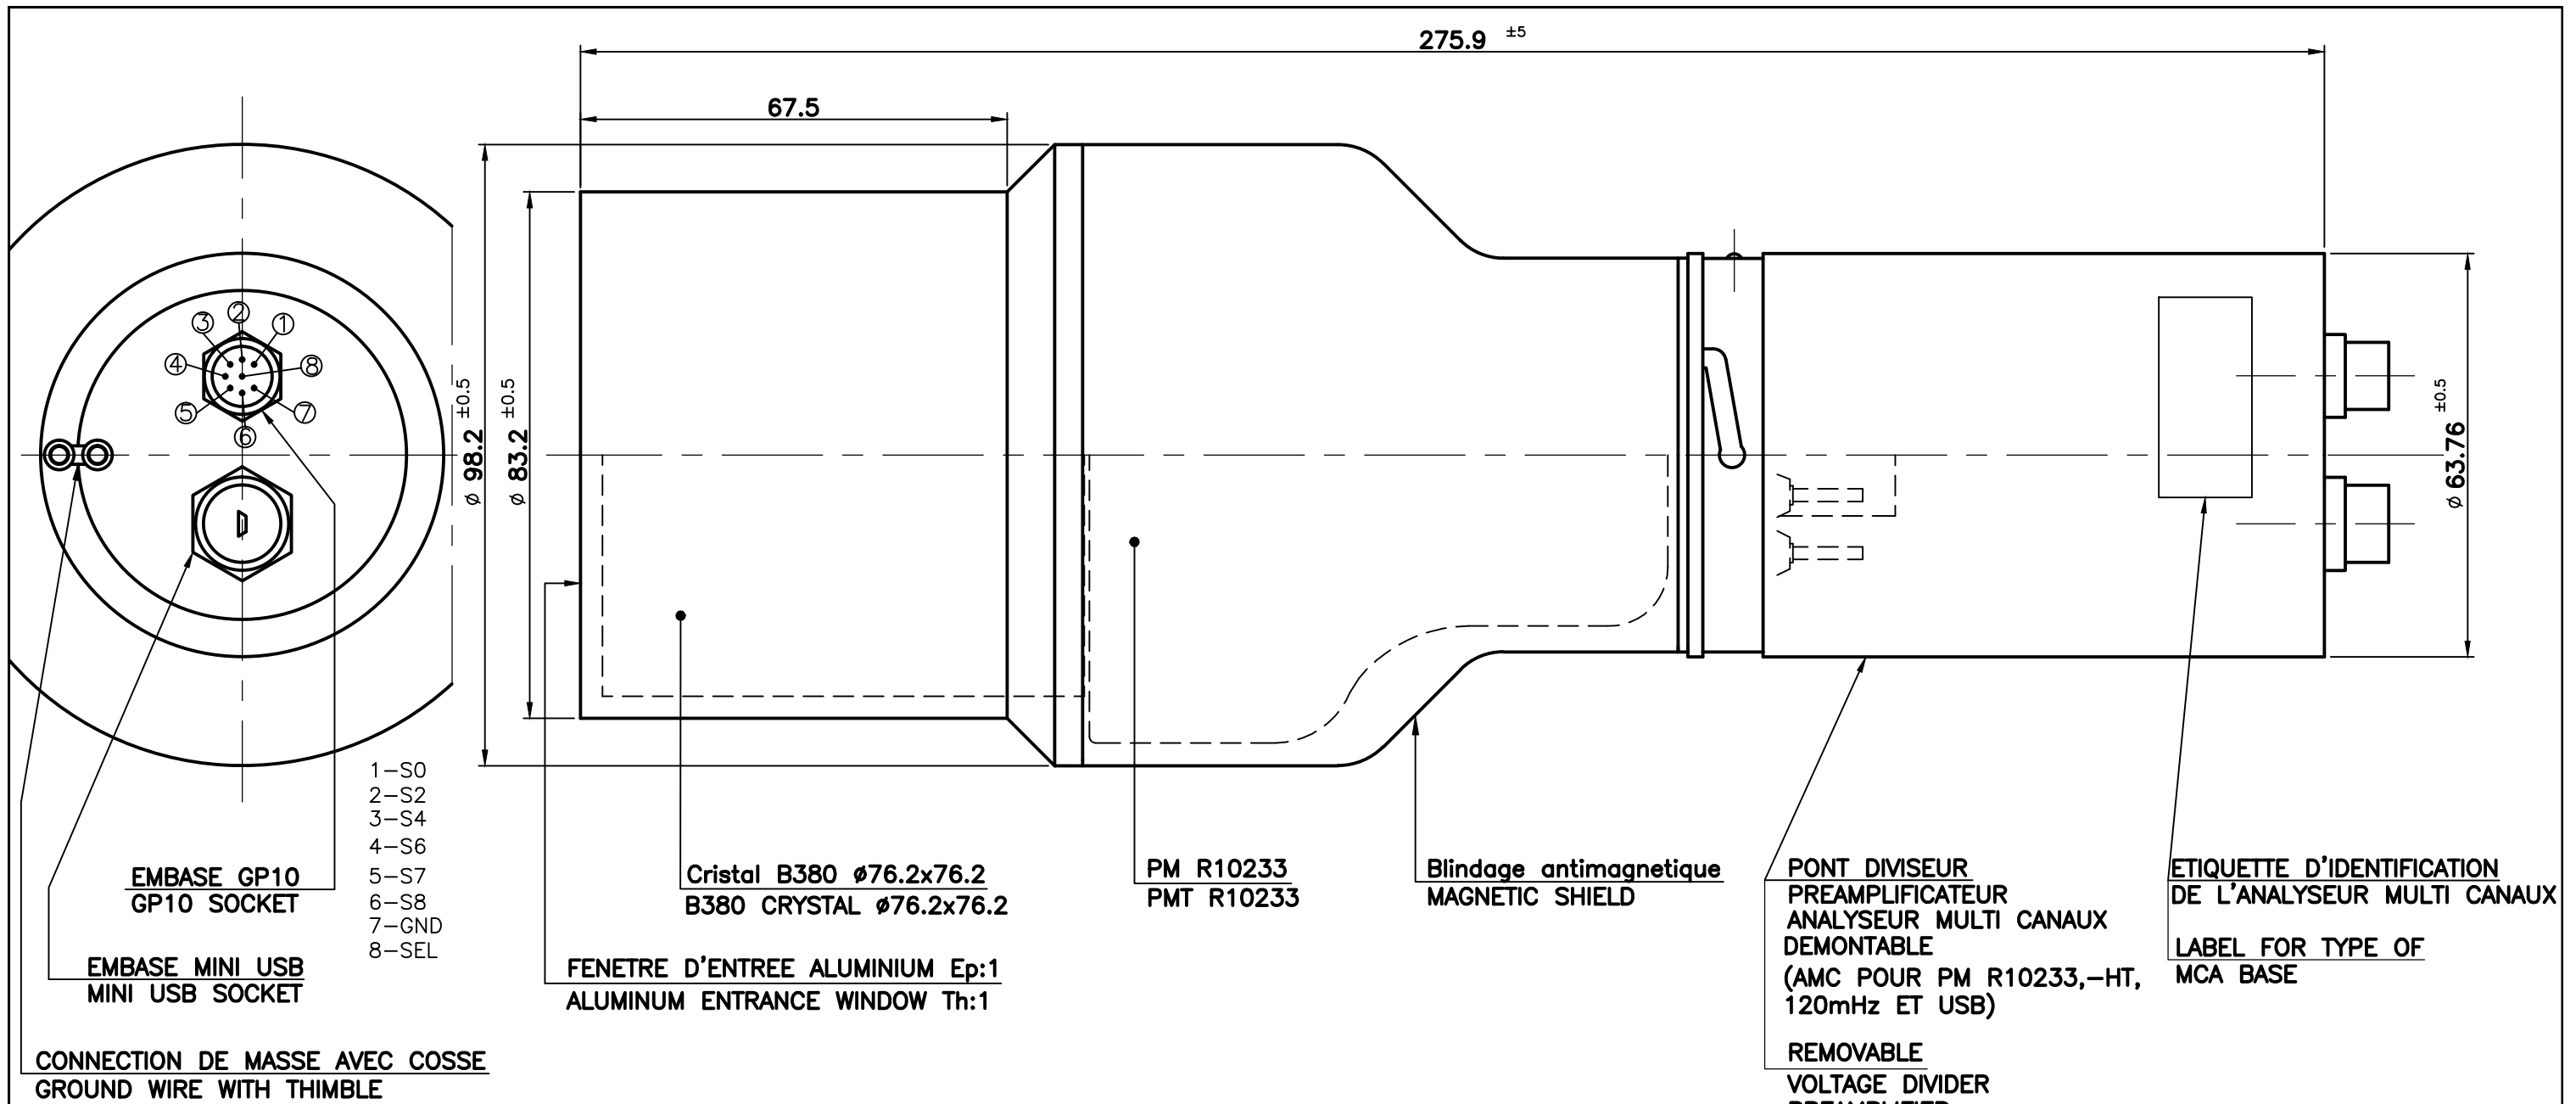 275.9 ±5
67.5
ø 98.2 ±0.5
ø 83.2 ±0.5
ø 63.76 ±0.5
3
2
1
4
8
5
7
6
1-S0
2-S2
3-S4
4-S6
5-S7
6-S8
7-GND
8-SEL
EMBASE GP10
GP10 SOCKET
EMBASE MINI USB
MINI USB SOCKET
CONNECTION DE MASSE AVEC COSSE
GROUND WIRE WITH THIMBLE
Cristal B380 ø76.2x76.2
B380 CRYSTAL ø76.2x76.2
FENETRE D'ENTREE ALUMINIUM Ep:1
ALUMINUM ENTRANCE WINDOW Th:1
PM R10233
PMT R10233
Blindage antimagnetique
MAGNETIC SHIELD
PONT DIVISEUR
PREAMPLIFICATEUR
ANALYSEUR MULTI CANAUX
DEMONTABLE
(AMC POUR PM R10233,-HT,
120mHz ET USB)
REMOVABLE
VOLTAGE DIVIDER
ETIQUETTE D'IDENTIFICATION
DE L'ANALYSEUR MULTI CANAUX
LABEL FOR TYPE OF
MCA BASE